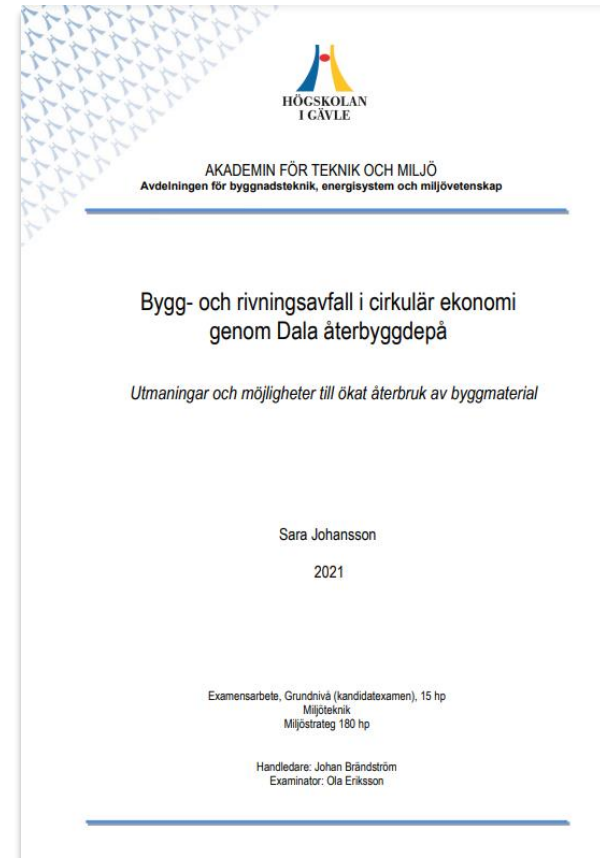 HÖGSKOLAN
I GÄVLE
AKADEMIN FÖR TEKNIK OCH MILJÖ
Avdelningen för byggnadsteknik, energisystem och miljövetenskap
Bygg- och rivningsavfall i cirkulär ekonomi
genom Dala återbyggdepå
Utmaningar och möjligheter till ökat återbruk av byggmaterial
Sara Johansson
2021
Examensarbete, Grundnivå (kandidatexamen), 15 hp
Miljöteknik
Miljöstrateg 180 hp
Handledare: Johan Brändström
Examinator: Ola Eriksson